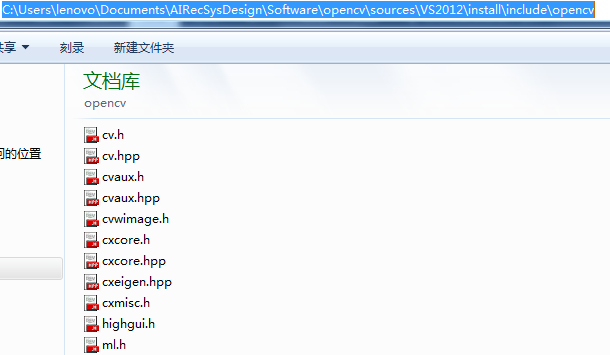 C:\Users\lenovo\Documents\AIRecSysDesign\Software\opencv\sources\VS2012\install\include\opencv
共享 刻录 新建文件夹
文档库
opencv
问的位置
cv.h
cv.hpp
cvaux.h
cvaux.hpp
cvwimage.h
cxcore.h
cxcore.hpp
cxeigen.hpp
cxmisc.h
highgui.h
ml.h